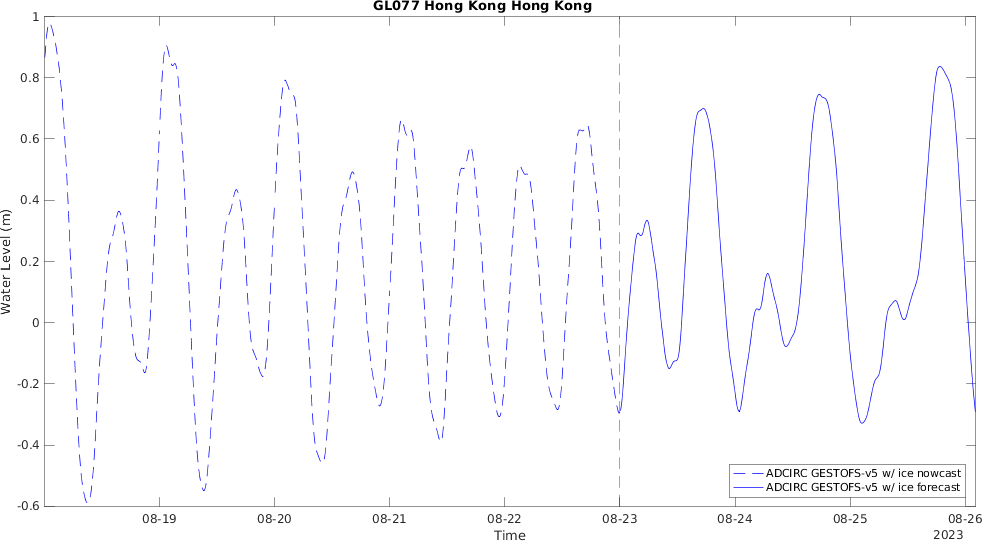 GL077 Hong Kong Hong Kong
Water Level (m)
1
0.8
0.6
0.4
0.2
0
-0.2
-0.4
-0.6
ADCIRC GESTOFS-v5 w/ ice nowcast
ADCIRC GESTOFS-v5 w/ ice forecast
08-19 08-20 08-21 08-22 08-23 08-24 08-25 08-26
Time
2023